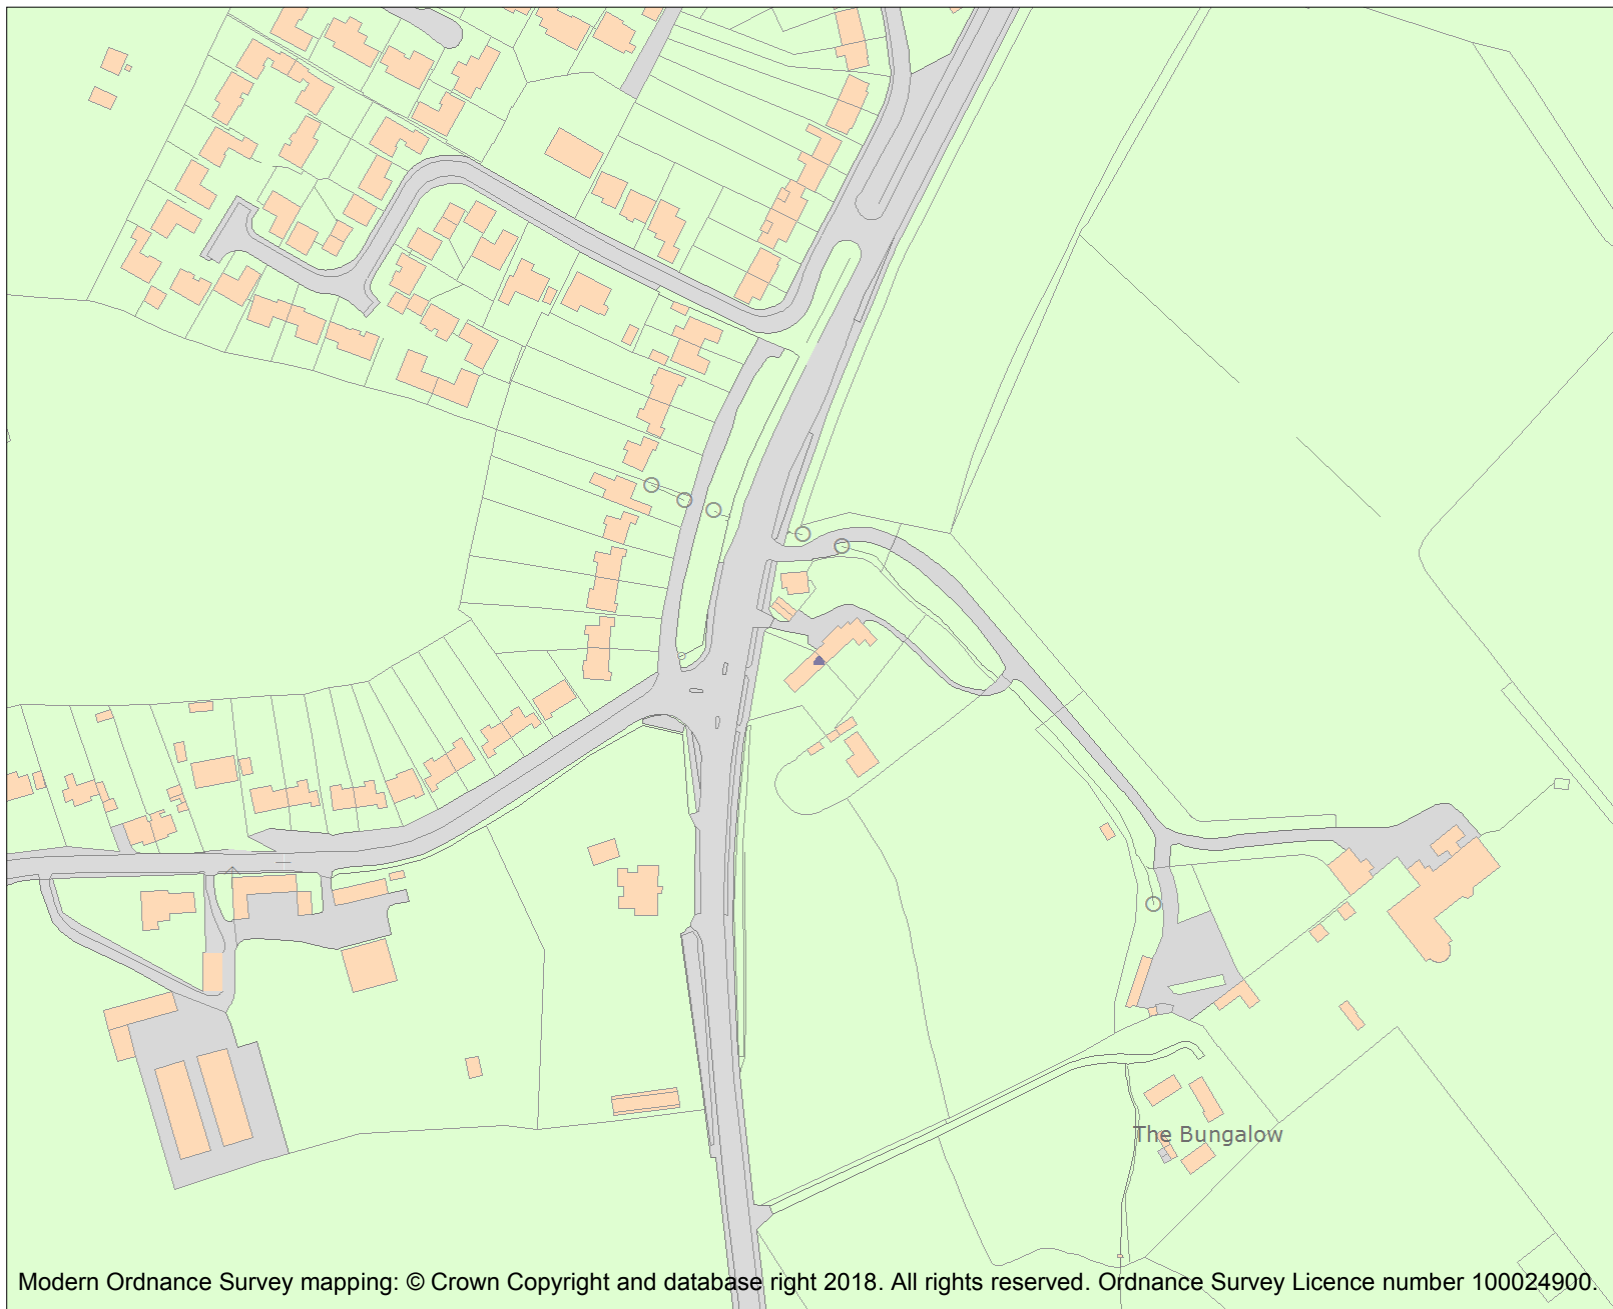 The Bungalow
Modern Ordnance Survey mapping: © Crown Copyright and database right 2018. All rights reserved. Ordnance Survey Licence number 100024900.